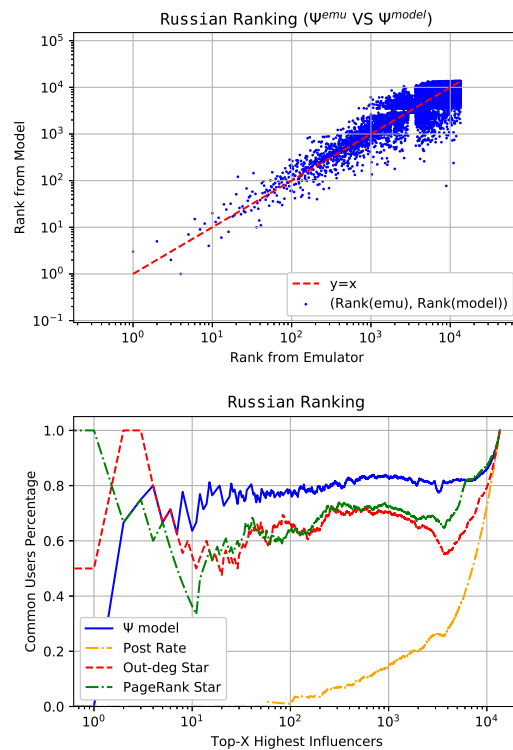 Russian Ranking (Ψ^emu VS Ψ^model)
Rank from Model
10^5
10^4
10^3
10^2
10^1
10^0
10^−1
y=x
(Rank(emu), Rank(model))
10^0
10^1
10^2
10^3
10^4
Rank from Emulator
Russian Ranking
Common Users Percentage
1.0
0.8
0.6
0.4
0.2
0.0
Ψ model
Post Rate
Out-deg Star
PageRank Star
10^0
10^1
10^2
10^3
10^4
Top-X Highest Influencers